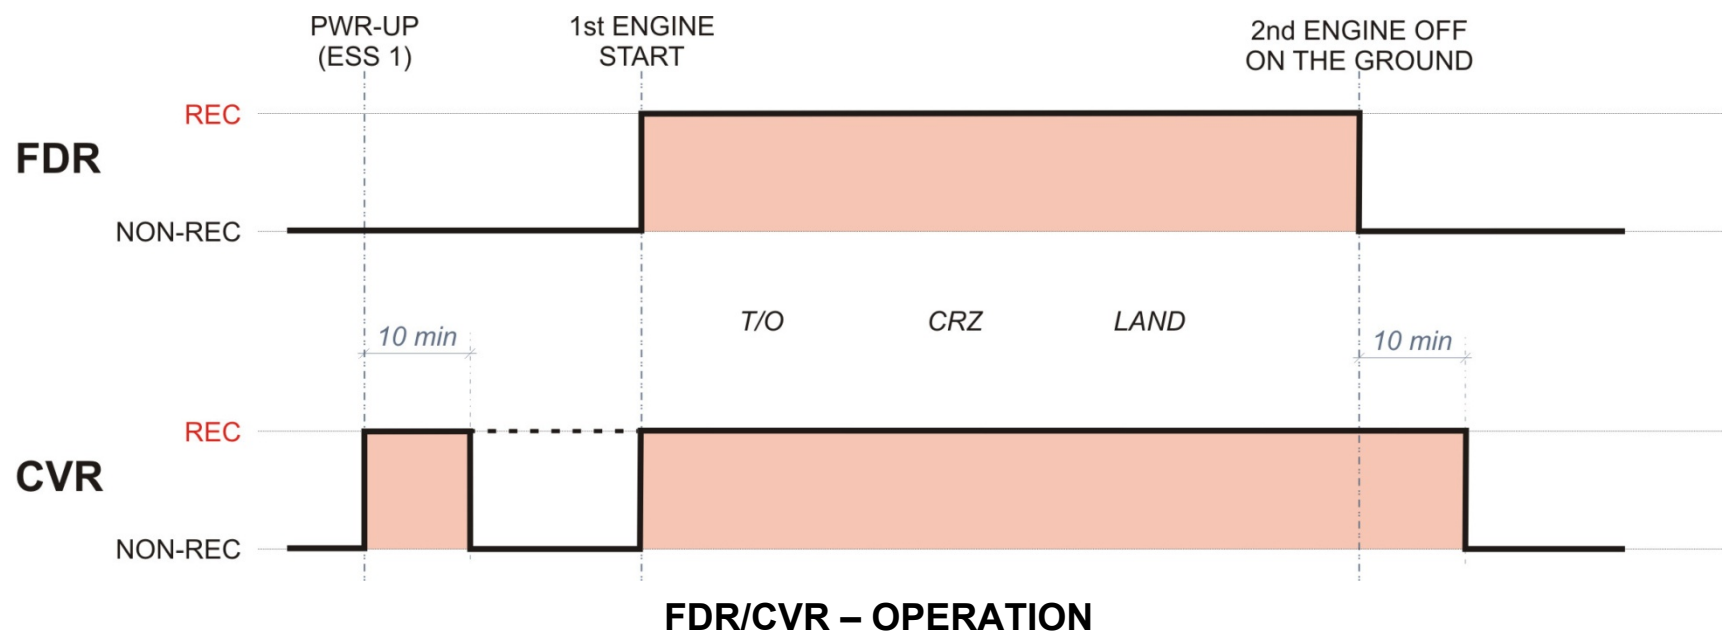 PWR-UP
(ESS 1)
1st ENGINE
START
2nd ENGINE OFF
ON THE GROUND
REC
FDR
NON-REC
T/O CRZ LAND
10 min
10 min
REC
CVR
NON-REC
FDR/CVR – OPERATION